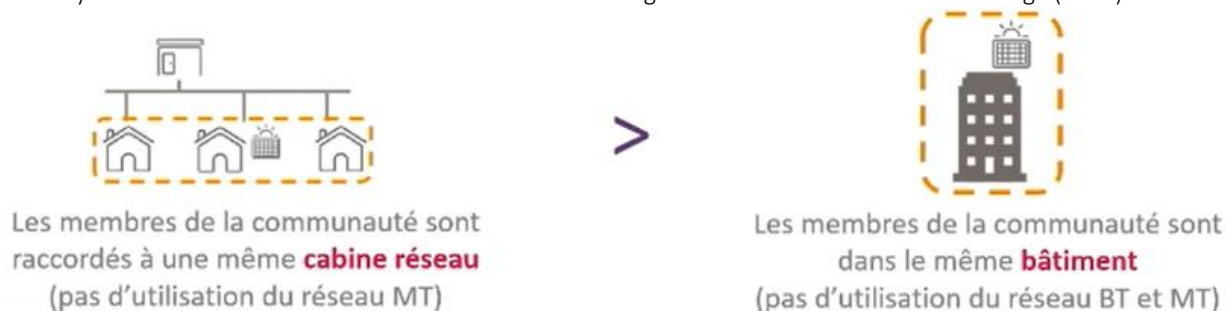 Les membres de la communauté sont
raccordés à une même cabine réseau
(pas d'utilisation du réseau MT)
>
Les membres de la communauté sont
dans le même bâtiment
(pas d'utilisation du réseau BT et MT)